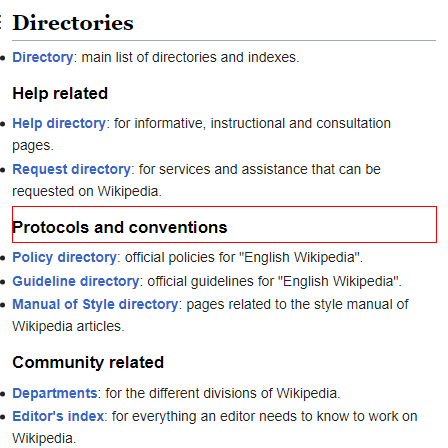 Directories
Directory: main list of directories and indexes.
Help related
Help directory: for informative, instructional and consultation
pages.
Request directory: for services and assistance that can be
requested on Wikipedia.
Protocols and conventions
Policy directory: official policies for "English Wikipedia".
Guideline directory: official guidelines for "English Wikipedia".
Manual of Style directory: pages related to the style manual of
Wikipedia articles.
Community related
Departments: for the different divisions of Wikipedia.
Editor's index: for everything an editor needs to know to work on
Wikipedia.